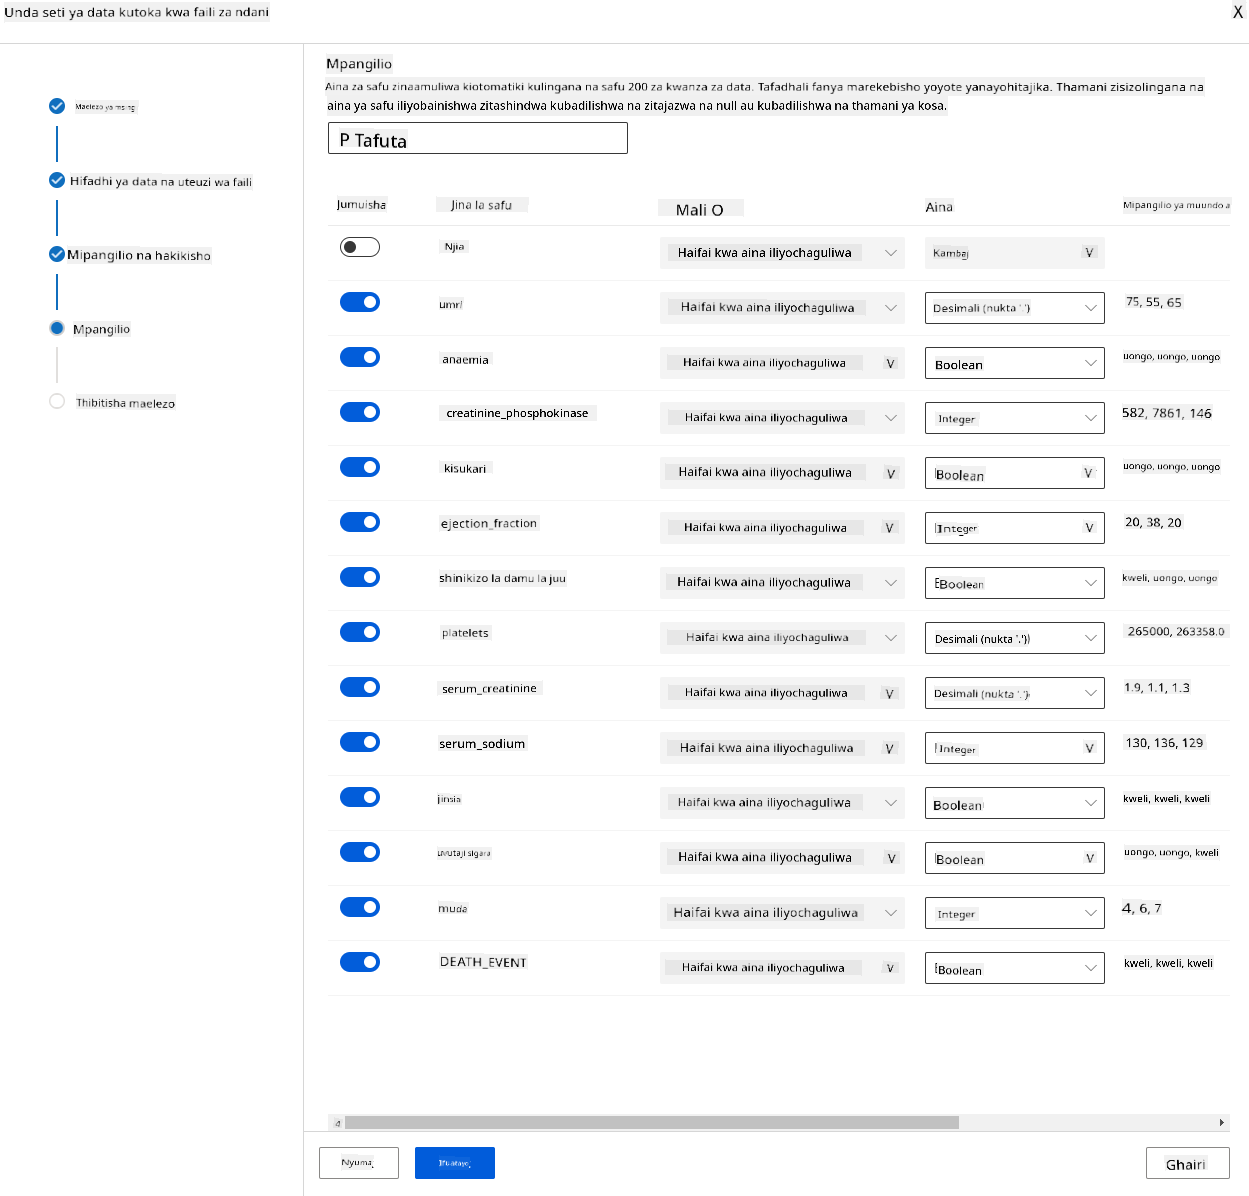 Unda seti ya data kutoka kwa faili za ndani
X
Maelezo ya msing
Hifadhi ya data na uteuzi wa faili
Mipangilio na hakikisho
Mpangilio
Thibitisha maelezo
Mpangilio
Aina za safu zinaamuliwa kiotomatiki kulingana na safu 200 za kwanza za data. Tafadhali fanya marekebisho yoyote yanayohitajika. Thamani zisizolingana na
aina ya safu iliyobainishwa zitashindwa kubadilishwa na zitajazwa na null au kubadilishwa na thamani ya kosa.
P Tafuta
Jumuisha Jina la safu Mali O Aina Mipangilio ya muundo a
Njia Haifai kwa aina iliyochaguliwa Kambaj V
umri Haifai kwa aina iliyochaguliwa Desimali (nukta '.')
75, 55, 65
anaemia Haifai kwa aina iliyochaguliwa V Boolean uongo, uongo, uongo
creatinine_phosphokinase Haifai kwa aina iliyochaguliwa Integer 582, 7861, 146
kisukari Haifai kwa aina iliyochaguliwa V Boolean V uongo, uongo, uongo
ejection_fraction Haifai kwa aina iliyochaguliwa V Integer V 20, 38, 20
shinikizo la damu la juu Haifai kwa aina iliyochaguliwa Boolean kweli, uongo, uongo
platelets Haifai kwa aina iliyochaguliwa Desimali (nukta '.')) 265000, 263358.0
serum_creatinine Haifai kwa aina iliyochaguliwa V Desimali (nukta '.') 1.9, 1.1, 1.3
serum_sodium Haifai kwa aina iliyochaguliwa V Integer V 130, 136, 129
jinsia Haifai kwa aina iliyochaguliwa Boolean kweli, kweli, kweli
uvutaji sigara Haifai kwa aina iliyochaguliwa V Boolean V uongo, uongo, kweli
muda Haifai kwa aina iliyochaguliwa Integer 4, 6, 7
DEATH_EVENT Haifai kwa aina iliyochaguliwa V Boolean kweli, kweli, kweli
Nyuma Ghairi